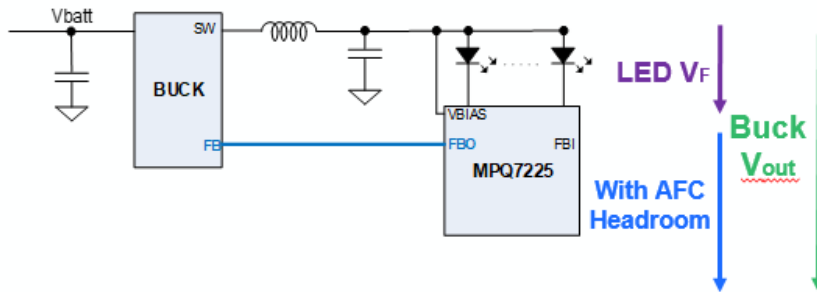 Vbatt
SW
BUCK
FB
VBIAS
FBO
FBI
MPQ7225
LED VF
Buck
Vout
With AFC
Headroom